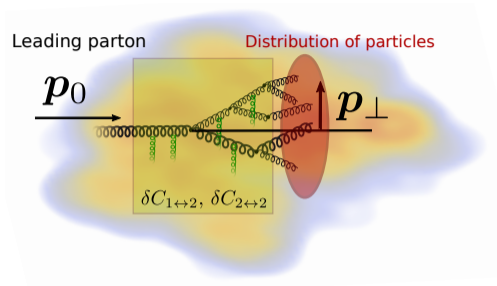 Leading parton
Distribution of particles
p₀
p⊥
δC₁↔₂, δC₂↔₂